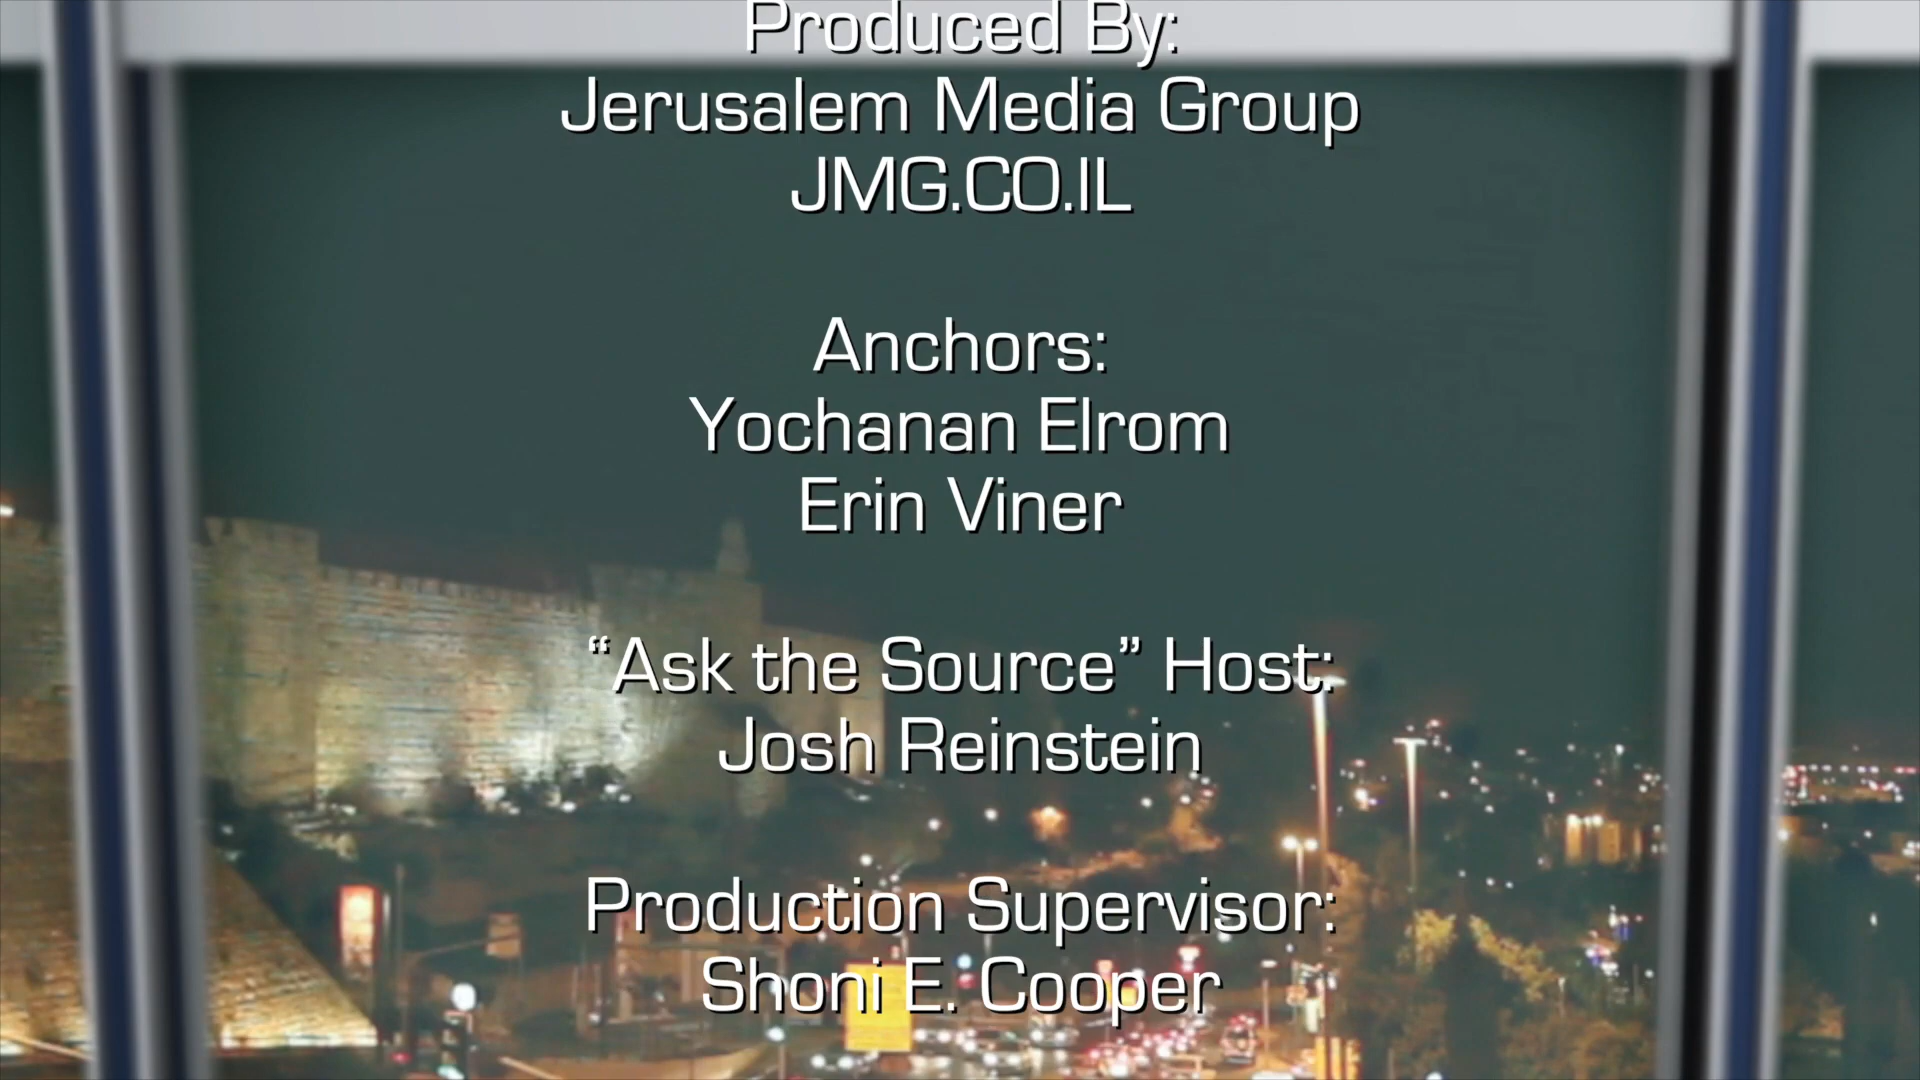 Produced By:
Jerusalem Media Group
JMG.CO.IL
Anchors:
Yochanan Elrom
Erin Viner
“Ask the Source” Host:
Josh Reinstein
Production Supervisor:
Shoni E. Cooper